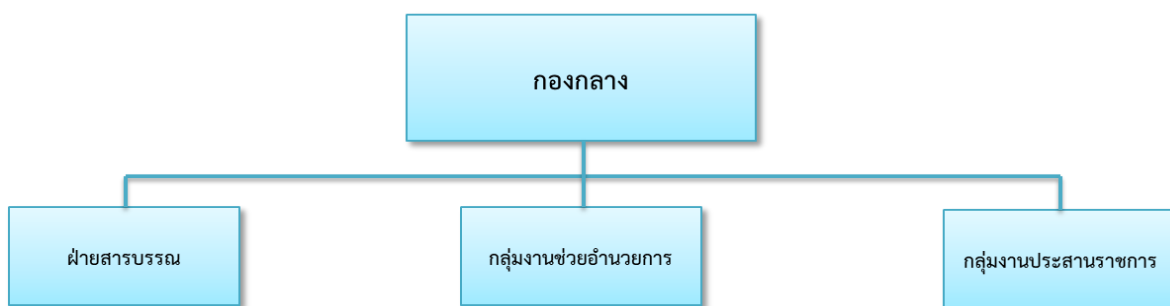 กองกลาง
ฝ่ายสารบรรณ
กลุ่มงานช่วยอำนวยการ
กลุ่มงานประสานราชการ